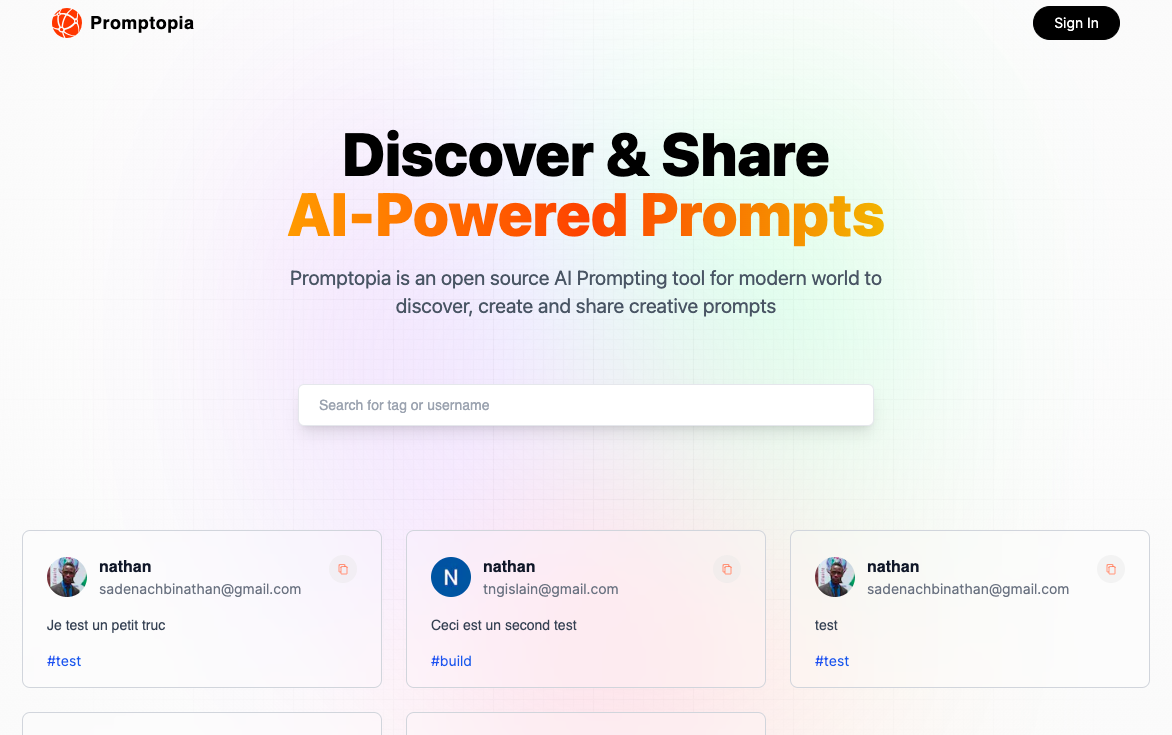 Promptopia
Sign In
Discover & Share
AI-Powered Prompts
Promptopia is an open source AI Prompting tool for modern world to
discover, create and share creative prompts
Search for tag or username
nathan
sadenachbinathan@gmail.com
Je test un petit truc
#test
N
nathan
tngislain@gmail.com
Ceci est un second test
#build
nathan
sadenachbinathan@gmail.com
test
#test